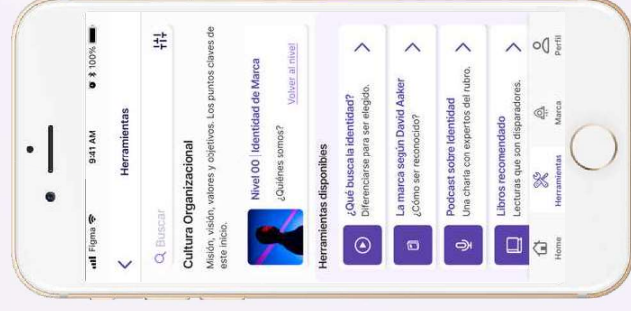 Figma 9:41 AM 100%
Herramientas
Buscar
Cultura Organizacional
Misión, visión, valores y ojetivos. Los puntos claves de
este inicio.
Nivel 00 | Identidad de Marca
¿Quiénes somos?
Volver al nivel
Herramientas disponibles
¿Qué busca la identidad?
Diferenciarse para ser elegido.
La marca según David Aaker
¿Cómo ser reconocido?
Podcast sobre Identidad
Una charla con expertos del rubro.
Libros recomendado
Lecturas que son disparadores.
Home Herramientas Marca Perfil